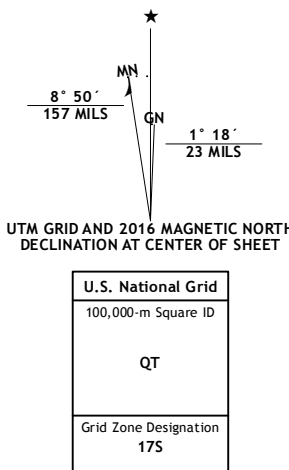 ★
MN
8° 50´
157 MILS
GN
1° 18´
23 MILS
UTM GRID AND 2016 MAGNETIC NORTH
DECLINATION AT CENTER OF SHEET
U.S. National Grid
100,000-m Square ID
QT
Grid Zone Designation
17S